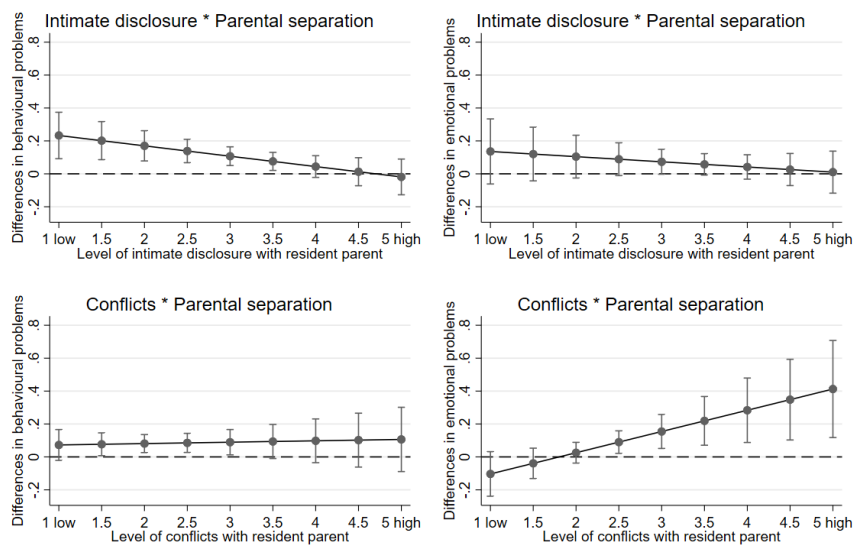 Intimate disclosure * Parental separation
Differences in behavioural problems
.8
.6
.4
.2
0
-.2
1 low 1.5 2 2.5 3 3.5 4 4.5 5 high
Level of intimate disclosure with resident parent
Intimate disclosure * Parental separation
Differences in emotional problems
.8
.6
.4
.2
0
-.2
1 low 1.5 2 2.5 3 3.5 4 4.5 5 high
Level of intimate disclosure with resident parent
Conflicts * Parental separation
Differences in behavioural problems
.8
.6
.4
.2
0
-.2
1 low 1.5 2 2.5 3 3.5 4 4.5 5 high
Level of conflicts with resident parent
Conflicts * Parental separation
Differences in emotional problems
.8
.6
.4
.2
0
-.2
1 low 1.5 2 2.5 3 3.5 4 4.5 5 high
Level of conflicts with resident parent